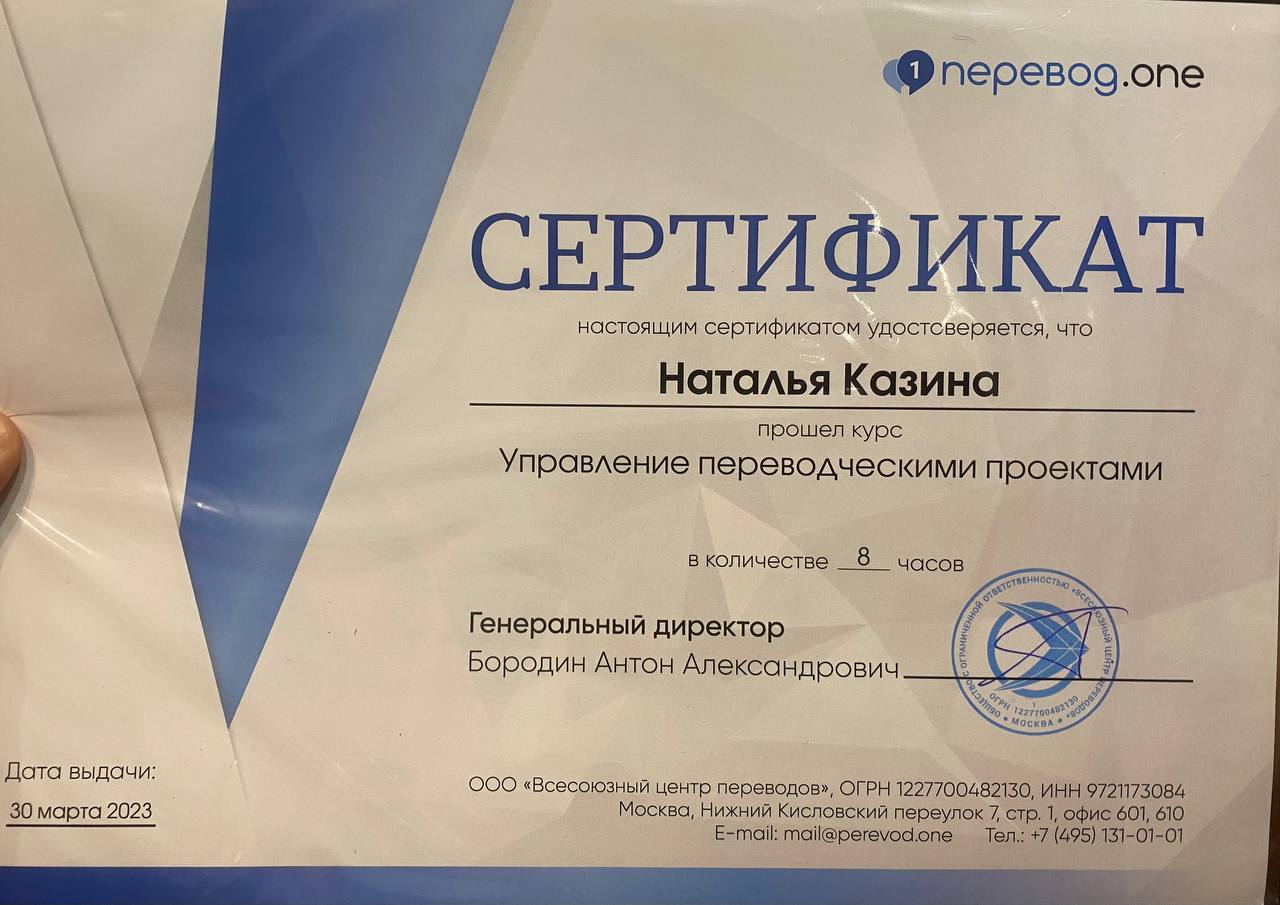 1 перевод.one
СЕРТИФИКАТ
настоящим сертификатом удостоверяется, что
Наталья Казина
прошел курс
Управление переводческими проектами
в количестве 8 часов
Генеральный директор
Бородин Антон Александрович
ОБЩЕСТВО С ОГРАНИЧЕННОЙ ОТВЕТСТВЕННОСТЬЮ «ВСЕСОЮЗНЫЙ ЦЕНТР ПЕРЕВОДОВ»
1
ОГРН 1227700482130
• МОСКВА •
Дата выдачи:
30 марта 2023
ООО «Всесоюзный центр переводов», ОГРН 1227700482130, ИНН 9721173084
Москва, Нижний Кисловский переулок 7, стр. 1, офис 601, 610
E-mail: mail@perevod.one Тел.: +7 (495) 131-01-01